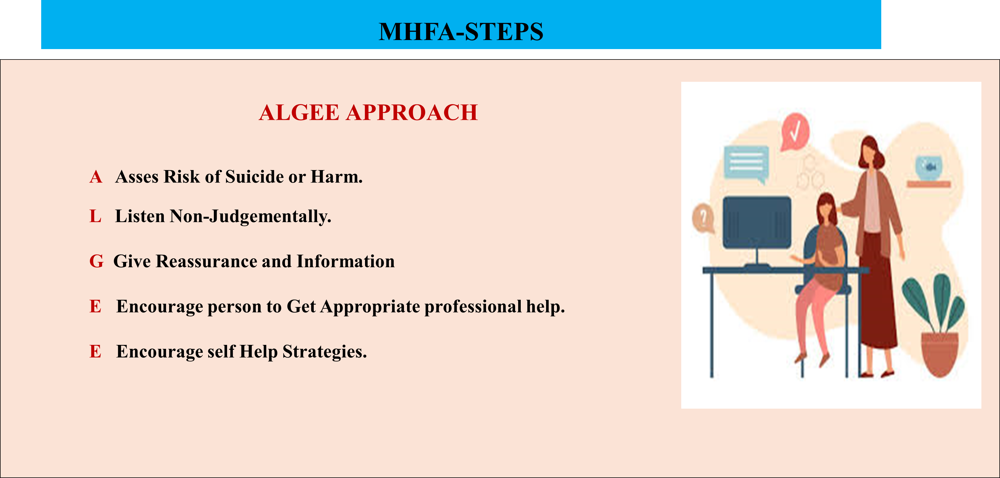 MHFA-STEPS
ALGEE APPROACH
A Asses Risk of Suicide or Harm.
L Listen Non-Judgementally.
G Give Reassurance and Information
E Encourage person to Get Appropriate professional help.
E Encourage self Help Strategies.
?